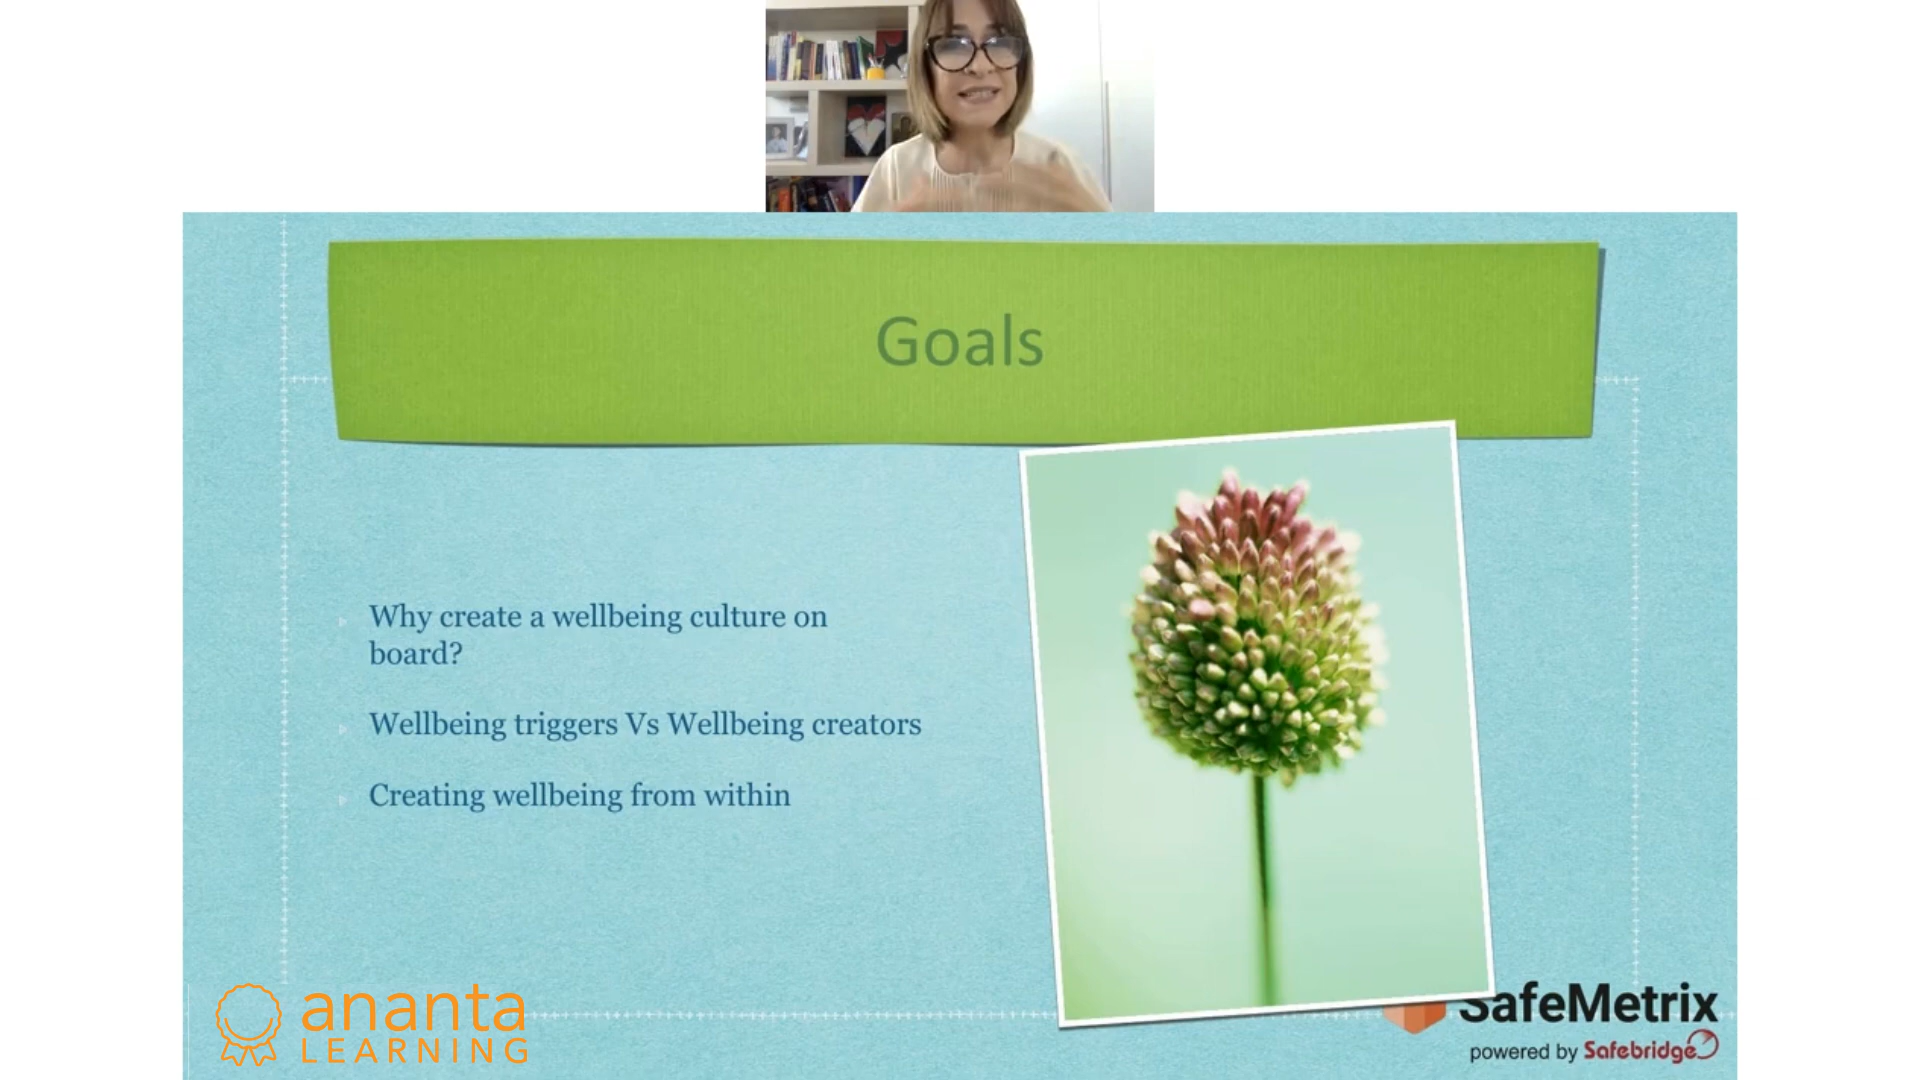 Goals
Why create a wellbeing culture on
board?
Wellbeing triggers Vs Wellbeing creators
Creating wellbeing from within
ananta
LEARNING
SafeMetrix
powered by Safebridge